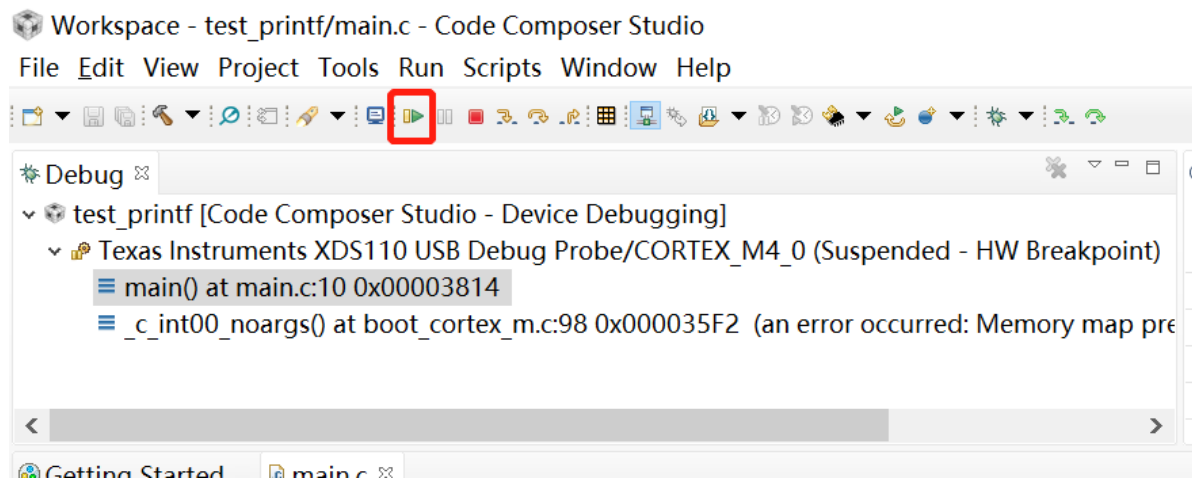 Workspace - test_printf/main.c - Code Composer Studio
File Edit View Project Tools Run Scripts Window Help
Debug
test_printf [Code Composer Studio - Device Debugging]
Texas Instruments XDS110 USB Debug Probe/CORTEX_M4_0 (Suspended - HW Breakpoint)
main() at main.c:10 0x00003814
_c_int00_noargs() at boot_cortex_m.c:98 0x000035F2 (an error occurred: Memory map pre
Getting Started main.c